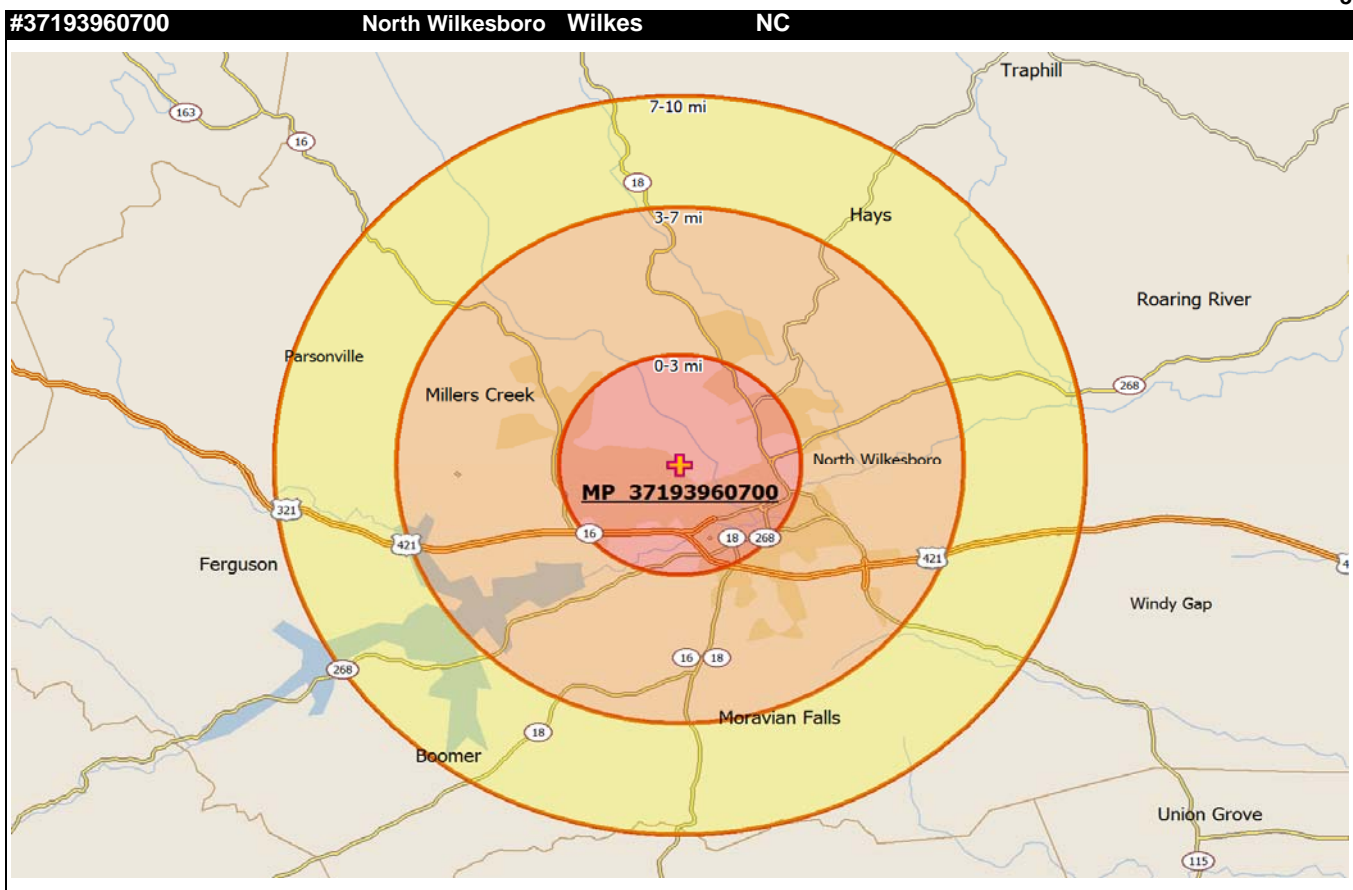 #37193960700 North Wilkesboro Wilkes NC
Traphill
7-10 mi
163
16
18
3-7 mi
Hays
Roaring River
Parsonville
0-3 mi
268
Millers Creek
North Wilkesboro
MP 37193960700
321
16
18
268
421
421
Ferguson
Windy Gap
16
18
268
Moravian Falls
18
Boomer
Union Grove
115